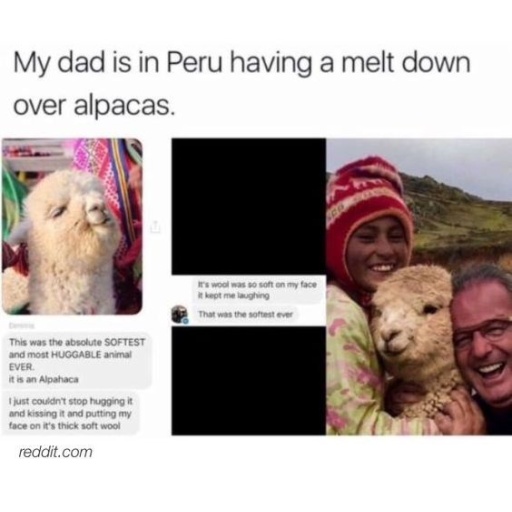 My dad is in Peru having a melt down
over alpacas.
This was the absolute SOFTEST
and most HUGGABLE animal
EVER.
it is an Alpahaca
I just couldn't stop hugging it
and kissing it and putting my
face on it's thick soft wool
It's wool was so soft on my face
it kept me laughing
That was the softest ever
reddit.com